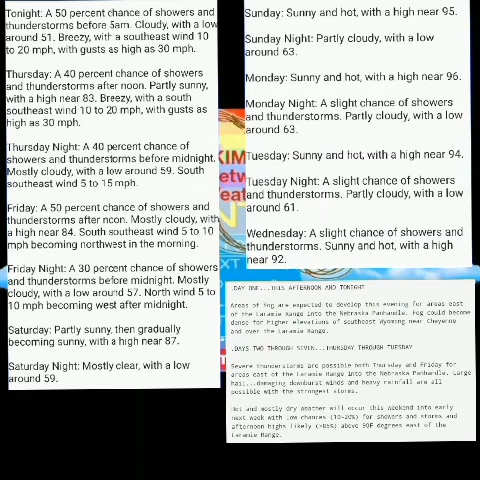 Tonight: A 50 percent chance of showers and
thunderstorms before 5am. Cloudy, with a low
around 51. Breezy, with a southeast wind 10
to 20 mph, with gusts as high as 30 mph.
Thursday: A 40 percent chance of showers
and thunderstorms after noon. Partly sunny,
with a high near 83. Breezy, with a south
southeast wind 10 to 20 mph, with gusts as
high as 30 mph.
Thursday Night: A 40 percent chance of
showers and thunderstorms before midnight.
Mostly cloudy, with a low around 59. South
southeast wind 5 to 15 mph.
Friday: A 50 percent chance of showers and
thunderstorms after noon. Mostly cloudy, with
a high near 84. South southeast wind 5 to 10
mph becoming northwest in the morning.
Friday Night: A 30 percent chance of showers
and thunderstorms before midnight. Mostly
cloudy, with a low around 57. North wind 5 to
10 mph becoming west after midnight.
Saturday: Partly sunny, then gradually
becoming sunny, with a high near 87.
Saturday Night: Mostly clear, with a low
around 59.
Sunday: Sunny and hot, with a high near 95.
Sunday Night: Partly cloudy, with a low
around 63.
Monday: Sunny and hot, with a high near 96.
Monday Night: A slight chance of showers
and thunderstorms. Partly cloudy, with a low
around 63.
Tuesday: Sunny and hot, with a high near 94.
Tuesday Night: A slight chance of showers
and thunderstorms. Partly cloudy, with a low
around 61.
Wednesday: A slight chance of showers and
thunderstorms. Sunny and hot, with a high
near 92.
KIM
etw
eat
EXT
.DAY ONE...THIS AFTERNOON AND TONIGHT
Areas of fog are expected to develop this evening for areas east
of the Laramie Range into the Nebraska Panhandle. Fog could become
dense for higher elevations of southeast Wyoming near Cheyenne
and over the Laramie Range.
.DAYS TWO THROUGH SEVEN...THURSDAY THROUGH TUESDAY
Severe thunderstorms are possible both Thursday and Friday for
areas east of the Laramie Range into the Nebraska Panhandle. Large
hail...damaging downburst winds and heavy rainfall are all
possible with the strongest storms.
Hot and mostly dry weather will occur this weekend into early
next week with low chances (10-20%) for showers and storms and
afternoon highs likely (>85%) above 90F degrees east of the
Laramie Range.